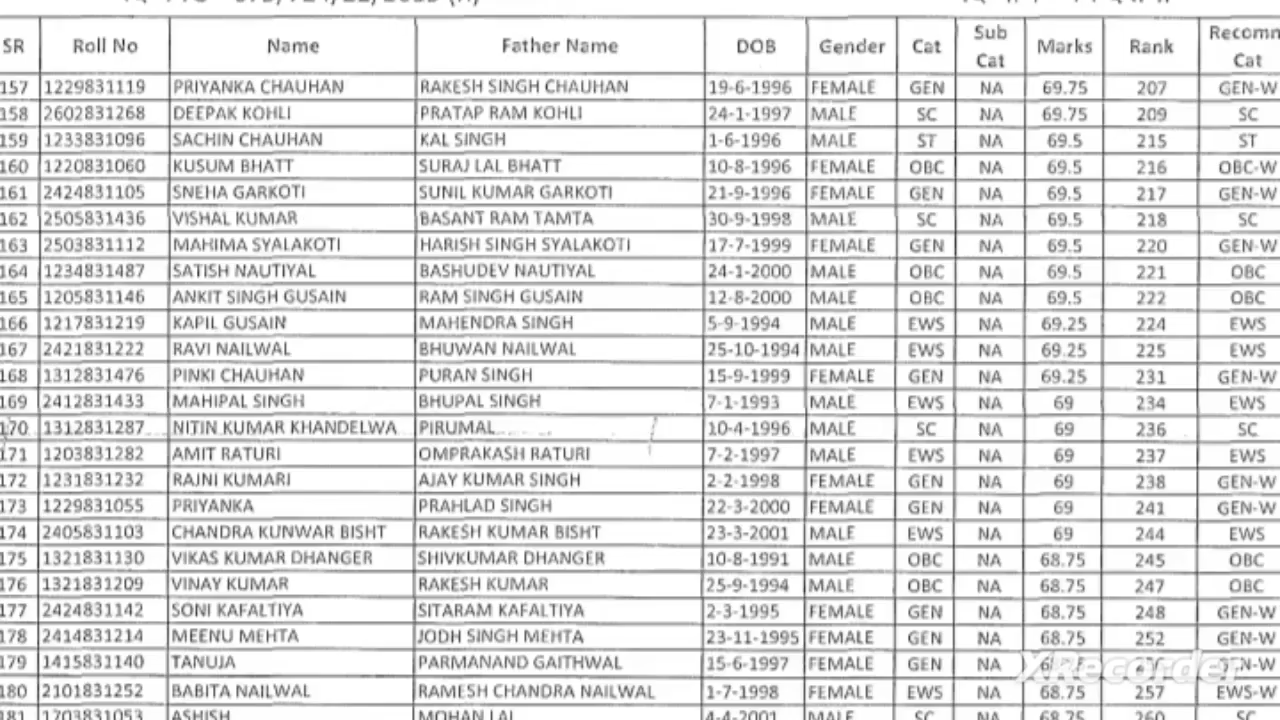 SR Roll No Name Father Name DOB Gender Cat Sub Cat Marks Rank Recomn Cat
157 1229831119 PRIYANKA CHAUHAN RAKESH SINGH CHAUHAN 19-6-1996 FEMALE GEN NA 69.75 207 GEN-W
158 2602831268 DEEPAK KOHLI PRATAP RAM KOHLI 24-1-1997 MALE SC NA 69.75 209 SC
159 1233831096 SACHIN CHAUHAN KAL SINGH 1-6-1996 MALE ST NA 69.5 215 ST
160 1220831060 KUSUM BHATT SURAJ LAL BHATT 10-8-1996 FEMALE OBC NA 69.5 216 OBC-W
161 2424831105 SNEHA GARKOTI SUNIL KUMAR GARKOTI 21-9-1996 FEMALE GEN NA 69.5 217 GEN-W
162 2505831436 VISHAL KUMAR BASANT RAM TAMTA 30-9-1998 MALE SC NA 69.5 218 SC
163 2503831112 MAHIMA SYALAKOTI HARISH SINGH SYALAKOTI 17-7-1999 FEMALE GEN NA 69.5 220 GEN-W
164 1234831487 SATISH NAUTIYAL BASHUDEV NAUTIYAL 24-1-2000 MALE OBC NA 69.5 221 OBC
165 1205831146 ANKIT SINGH GUSAIN RAM SINGH GUSAIN 12-8-2000 MALE OBC NA 69.5 222 OBC
166 1217831219 KAPIL GUSAIN MAHENDRA SINGH 5-9-1994 MALE EWS NA 69.25 224 EWS
167 2421831222 RAVI NAILWAL BHUWAN NAILWAL 25-10-1994 MALE EWS NA 69.25 225 EWS
168 1312831476 PINKI CHAUHAN PURAN SINGH 15-9-1999 FEMALE GEN NA 69.25 231 GEN-W
169 2412831433 MAHIPAL SINGH BHUPAL SINGH 7-1-1993 MALE EWS NA 69 234 EWS
170 1312831287 NITIN KUMAR KHANDELWA PIRUMAL 10-4-1996 MALE SC NA 69 236 SC
171 1203831282 AMIT RATURI OMPRAKASH RATURI 7-2-1997 MALE EWS NA 69 237 EWS
172 1231831232 RAJNI KUMARI AJAY KUMAR SINGH 2-2-1998 FEMALE GEN NA 69 238 GEN-W
173 1229831055 PRIYANKA PRAHLAD SINGH 22-3-2000 FEMALE GEN NA 69 241 GEN-W
174 2405831103 CHANDRA KUNWAR BISHT RAKESH KUMAR BISHT 23-3-2001 MALE EWS NA 69 244 EWS
175 1321831130 VIKAS KUMAR DHANGER SHIVKUMAR DHANGER 10-8-1991 MALE OBC NA 68.75 245 OBC
176 1321831209 VINAY KUMAR RAKESH KUMAR 25-9-1994 MALE OBC NA 68.75 247 OBC
177 2424831142 SONI KAFALTIYA SITARAM KAFALTIYA 2-3-1995 FEMALE GEN NA 68.75 248 GEN-W
178 2414831214 MEENU MEHTA JODH SINGH MEHTA 23-11-1995 FEMALE GEN NA 68.75 252 GEN-W
179 1415831140 TANUJA PARMANAND GAITHWAL 15-6-1997 FEMALE GEN NA
XRecorder
180 2101831252 BABITA NAILWAL RAMESH CHANDRA NAILWAL 1-7-1998 FEMALE EWS NA 68.75 257 EWS-W
181 1703831053 ASHISH MOHAN LAL 4-4-2001 MALE SC NA 68.75 260 SC